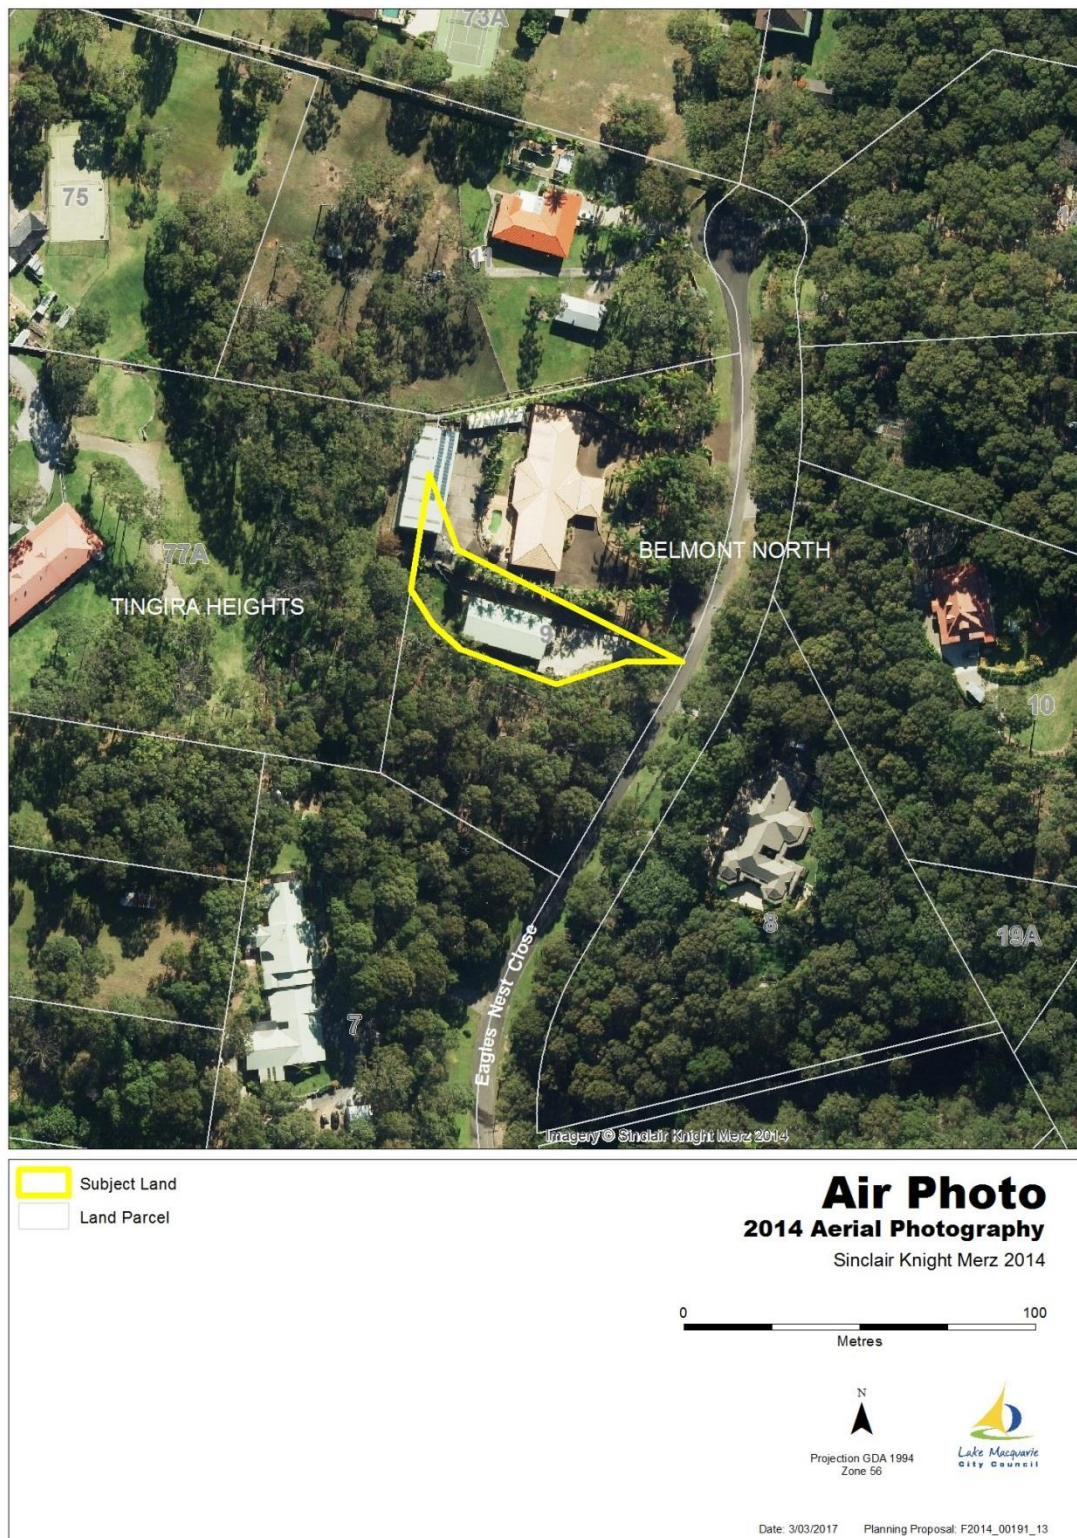 73A
75
BELMONT NORTH
77A
TINGIRA HEIGHTS
9
10
8
19A
7
Eagles Nest Close
Imagery © Sinclair Knight Merz 2014
Subject Land
Land Parcel
Air Photo
2014 Aerial Photography
Sinclair Knight Merz 2014
0 100
Metres
N
Projection GDA 1994
Zone 56
Lake Macquarie
City Council
Date: 3/03/2017 Planning Proposal: F2014_00191_13